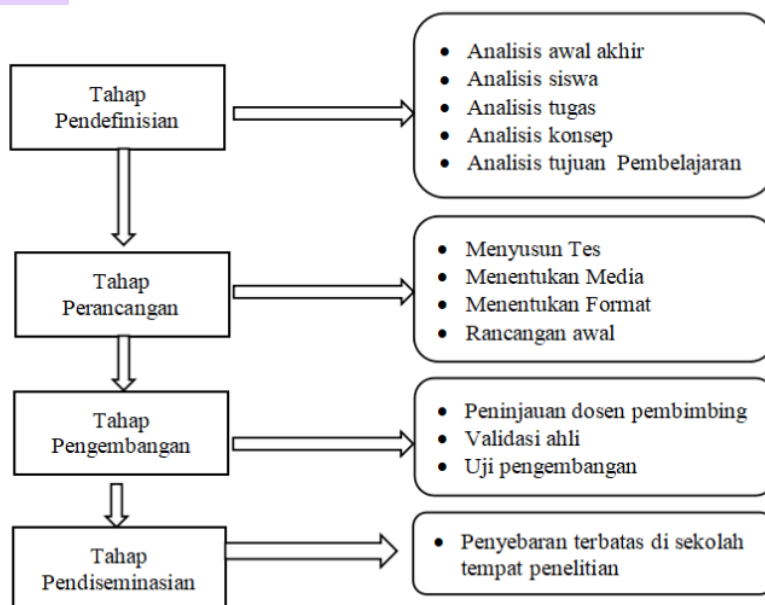 Tahap
Pendefinisian
• Analisis awal akhir
• Analisis siswa
• Analisis tugas
• Analisis konsep
• Analisis tujuan Pembelajaran
Tahap
Perancangan
• Menyusun Tes
• Menentukan Media
• Menentukan Format
• Rancangan awal
Tahap
Pengembangan
• Peninjauan dosen pembimbing
• Validasi ahli
• Uji pengembangan
Tahap
Pendiseminasian
• Penyebaran terbatas di sekolah
tempat penelitian